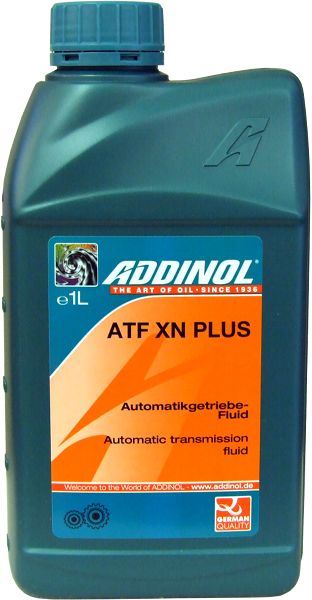 ADDINOL®
THE ART OF OIL · SINCE 1936
e1L
ATF XN PLUS
Automatikgetriebe-
Fluid
Automatic transmission
fluid
Welcome to the World of ADDINOL - www.addinol.de
GERMAN
QUALITY